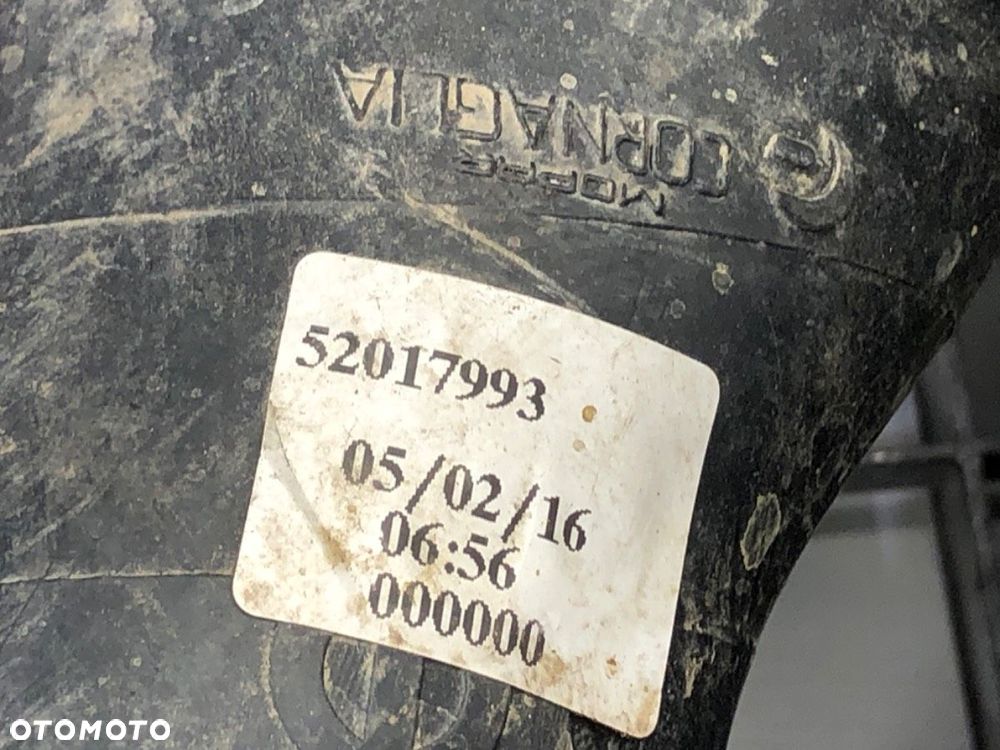 CORNAGLIA
MOPAR
52017993
05/02/16
06:56
000000
OTOMOTO